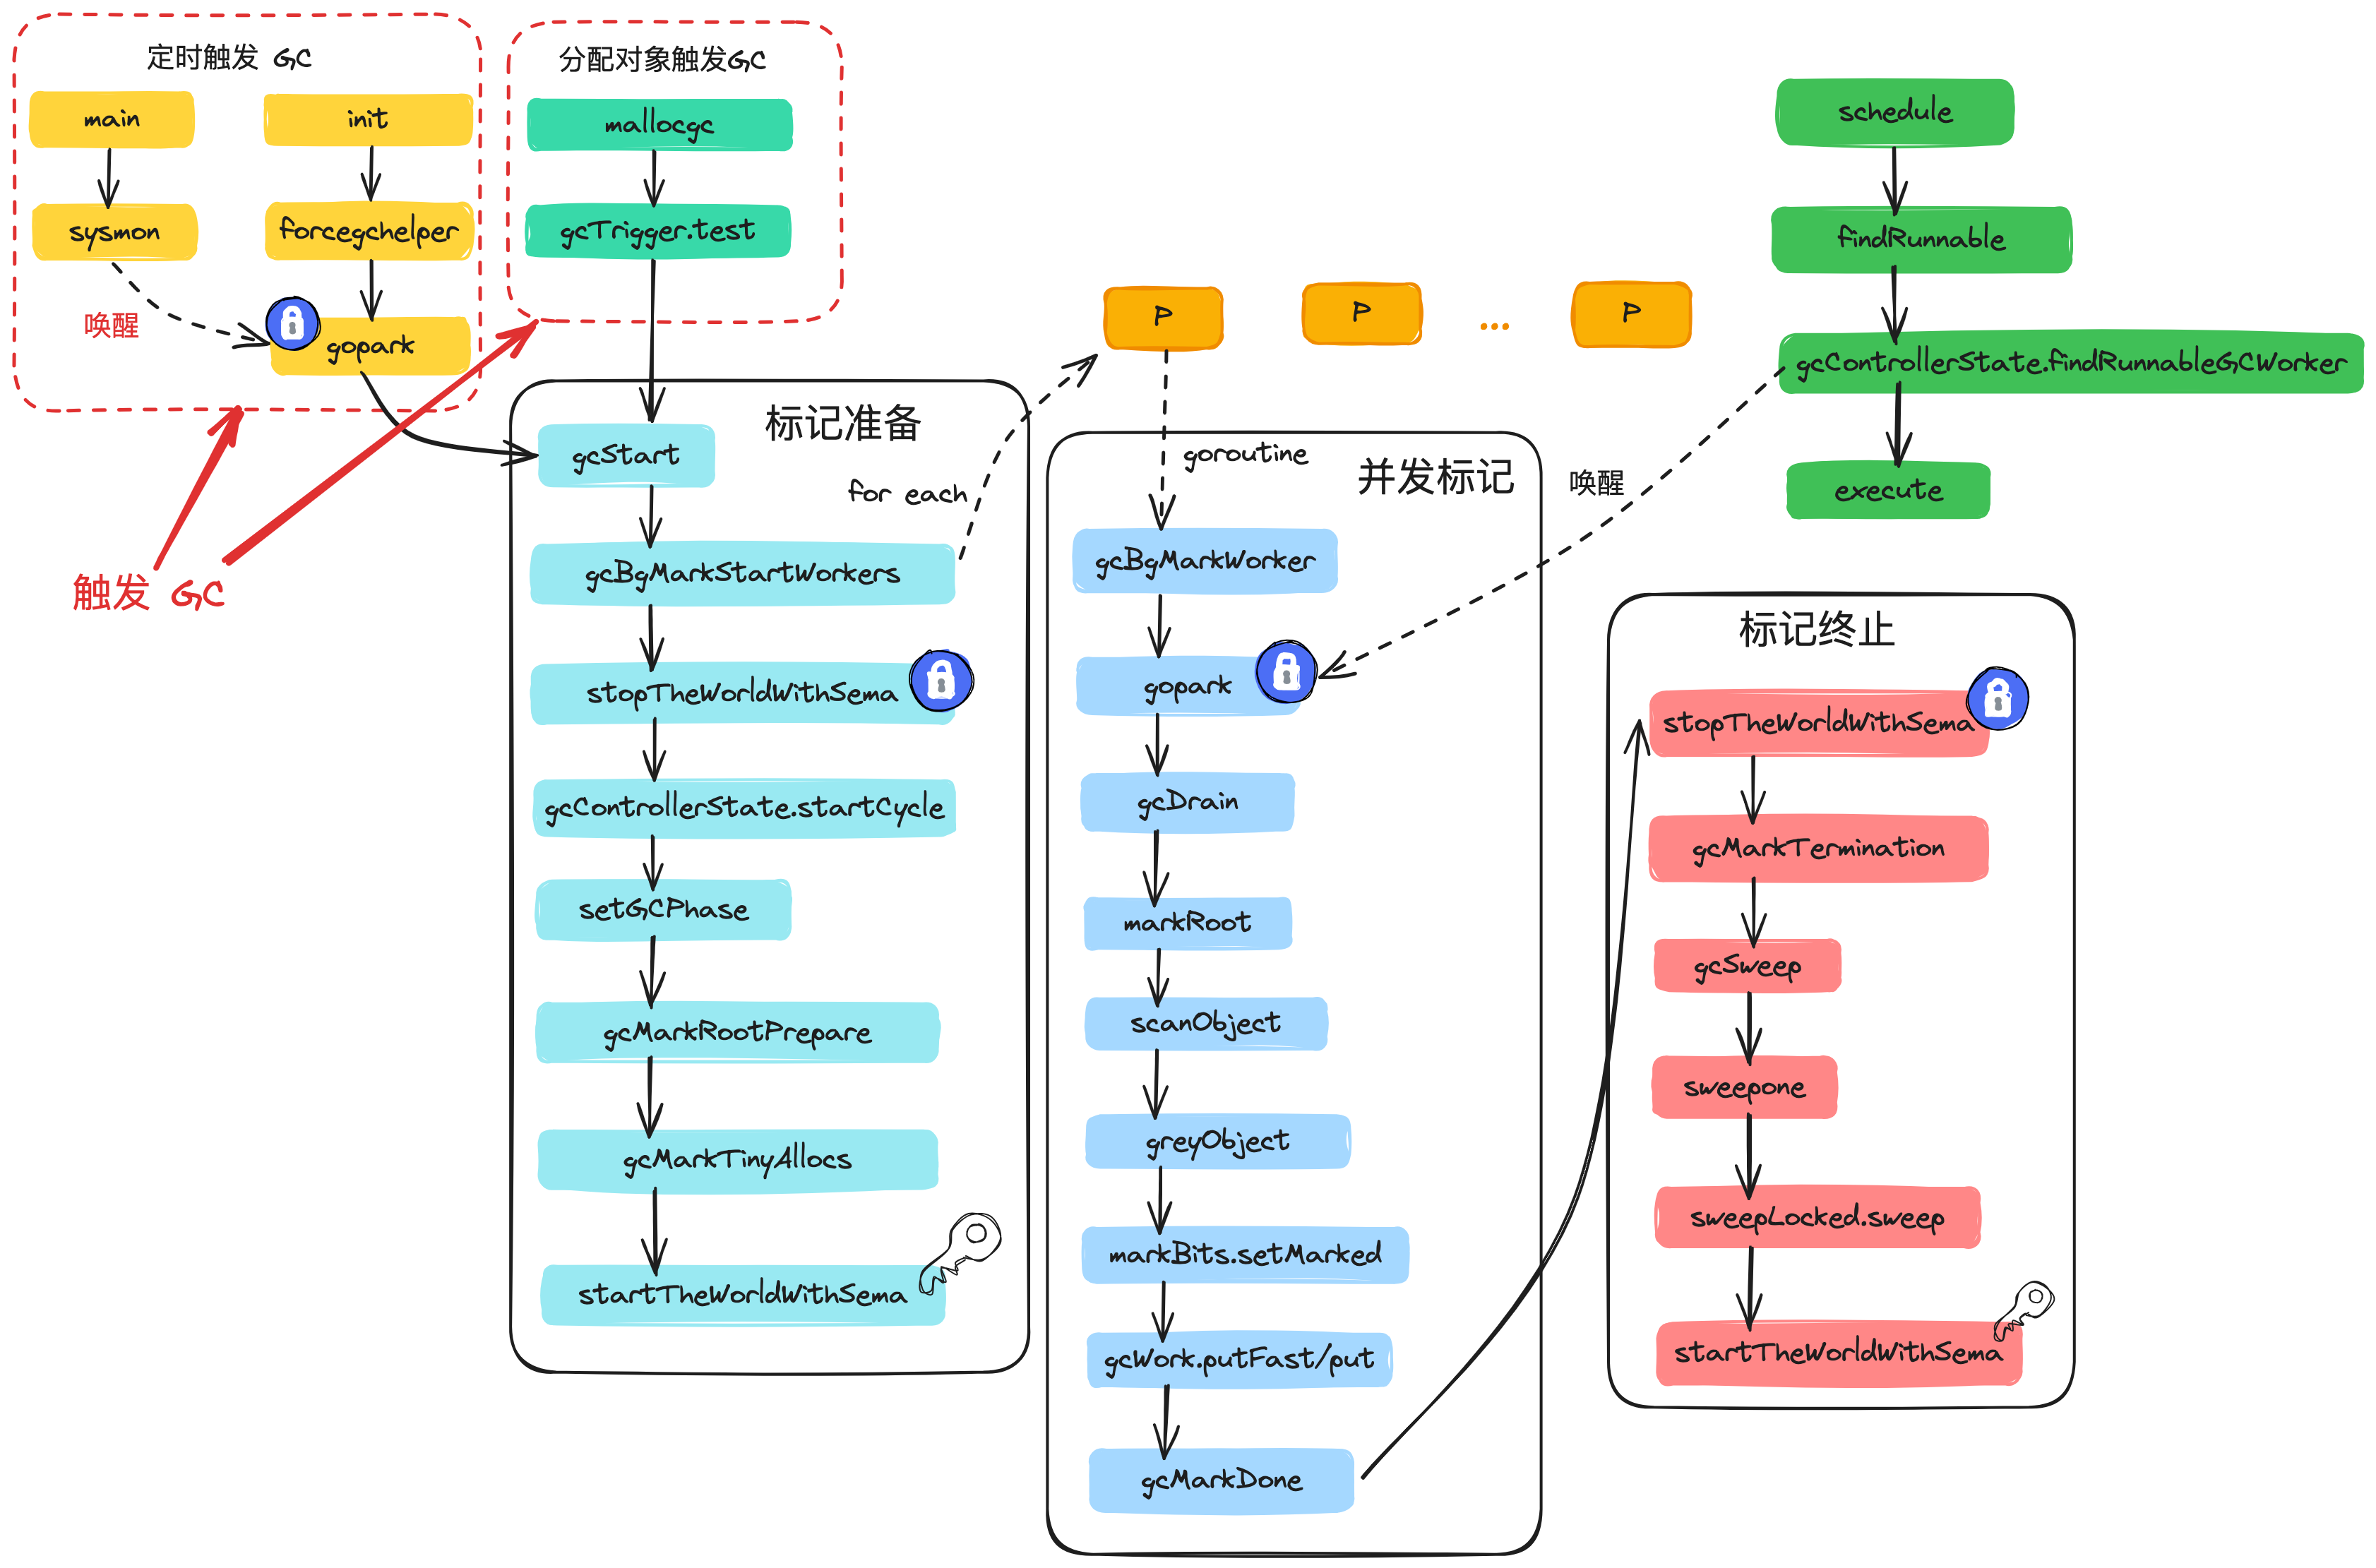 定时触发 GC
main
init
sysmon
forcegchelper
唤醒
gopark
分配对象触发GC
mallocgc
gcTrigger.test
触发 GC
标记准备
gcStart
gcBgMarkStartWorkers
stopTheWorldWithSema
gcControllerState.startCycle
setGCPhase
gcMarkRootPrepare
gcMarkTinyAllocs
startTheWorldWithSema
for each
P
P
...
P
goroutine
并发标记
gcBgMarkWorker
gopark
gcDrain
markRoot
scanObject
greyObject
markBits.setMarked
gcWork.putFast/put
gcMarkDone
schedule
findRunnable
gcControllerState.findRunnableGCWorker
execute
唤醒
标记终止
stopTheWorldWithSema
gcMarkTermination
gcSweep
sweepone
sweepLocked.sweep
startTheWorldWithSema